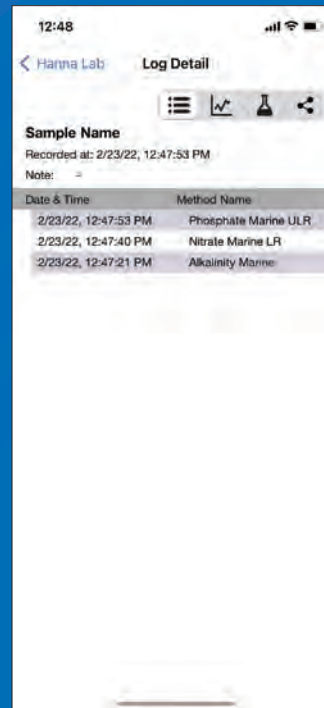 12:48
Hanna Lab Log Detail
Sample Name
Recorded at: 2/23/22, 12:47:53 PM
Note: =
Date & Time Method Name
2/23/22, 12:47:53 PM Phosphate Marine ULR
2/23/22, 12:47:40 PM Nitrate Marine LR
2/23/22, 12:47:21 PM Alkalinity Marine